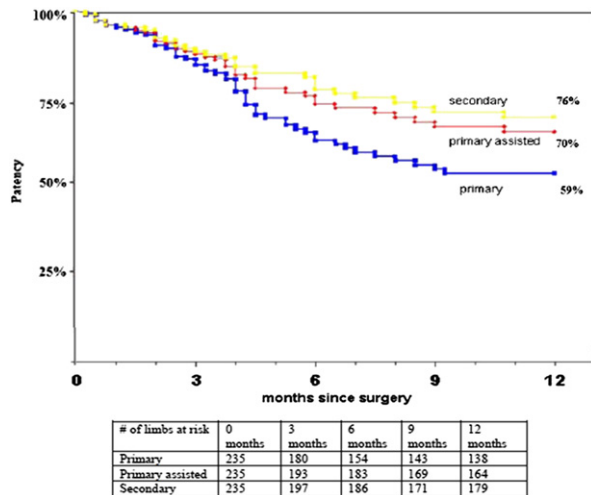 100%
75%
50%
25%
Patency
secondary
76%
primary assisted
70%
primary
59%
0 3 6 9 12
months since surgery
# of limbs at risk 0 months 3 months 6 months 9 months 12 months
Primary 235 180 154 143 138
Primary assisted 235 193 183 169 164
Secondary 235 197 186 171 179